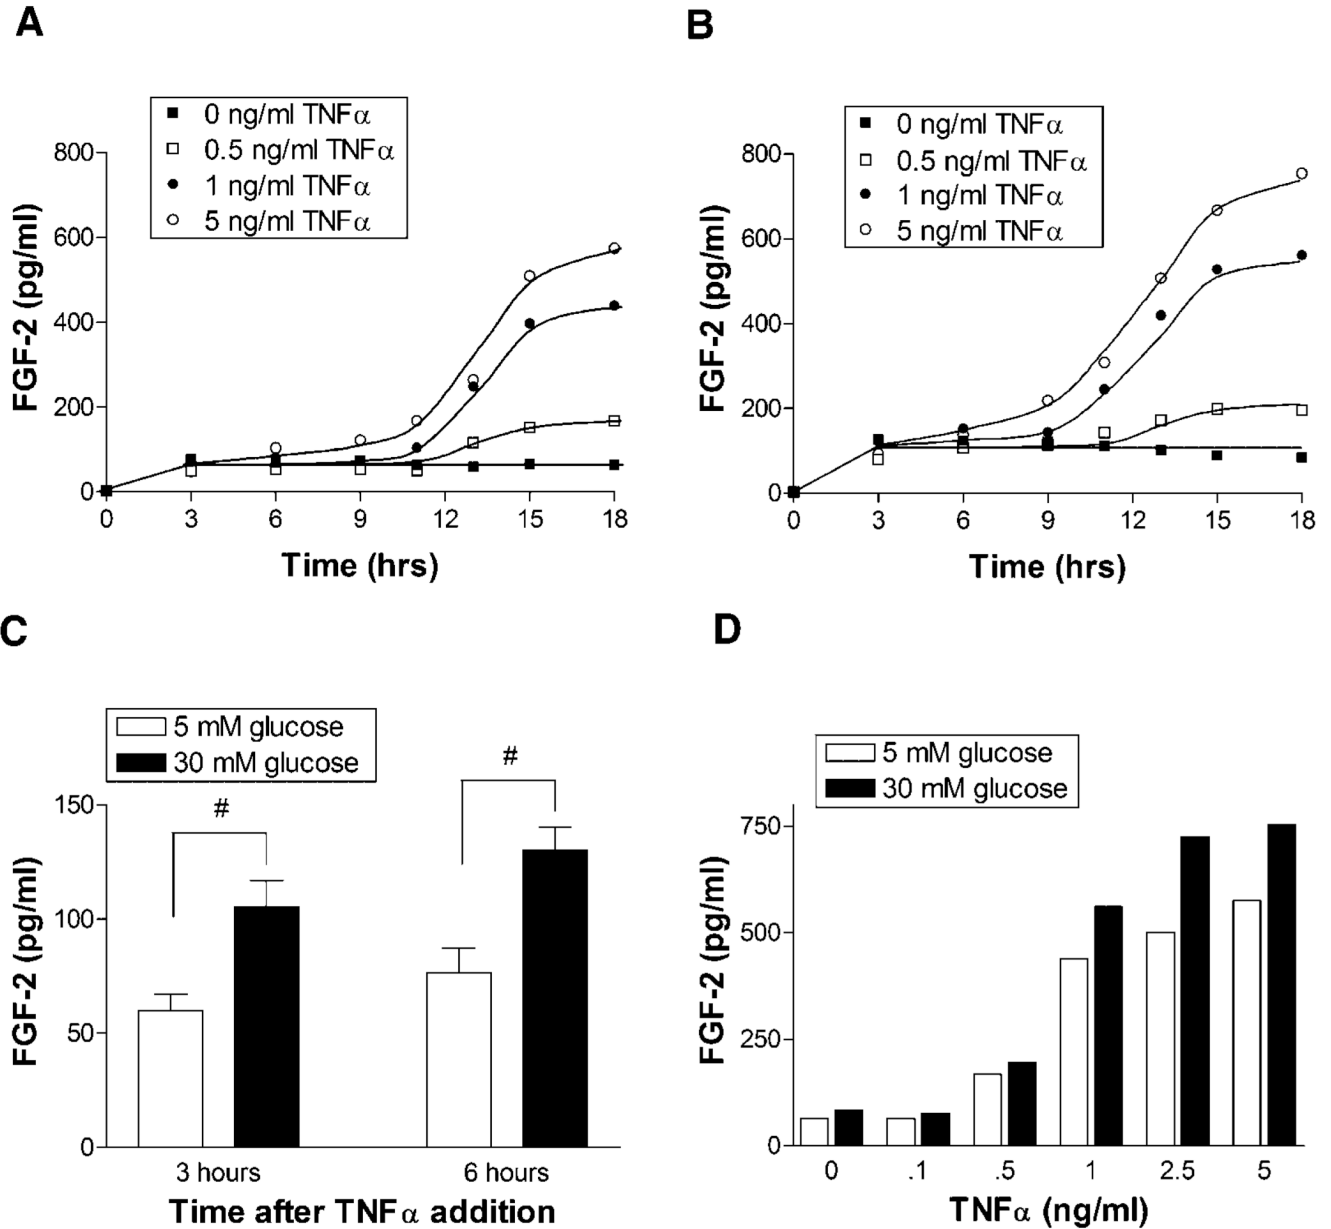 A
0 ng/ml TNFα
0.5 ng/ml TNFα
1 ng/ml TNFα
5 ng/ml TNFα
FGF-2 (pg/ml)
800
600
400
200
0
0 3 6 9 12 15 18
Time (hrs)
B
0 ng/ml TNFα
0.5 ng/ml TNFα
1 ng/ml TNFα
5 ng/ml TNFα
FGF-2 (pg/ml)
800
600
400
200
0
0 3 6 9 12 15 18
Time (hrs)
C
5 mM glucose
30 mM glucose
# #
FGF-2 (pg/ml)
150
100
50
0
3 hours 6 hours
Time after TNFα addition
D
5 mM glucose
30 mM glucose
FGF-2 (pg/ml)
750
500
250
0
0 .1 .5 1 2.5 5
TNFα (ng/ml)